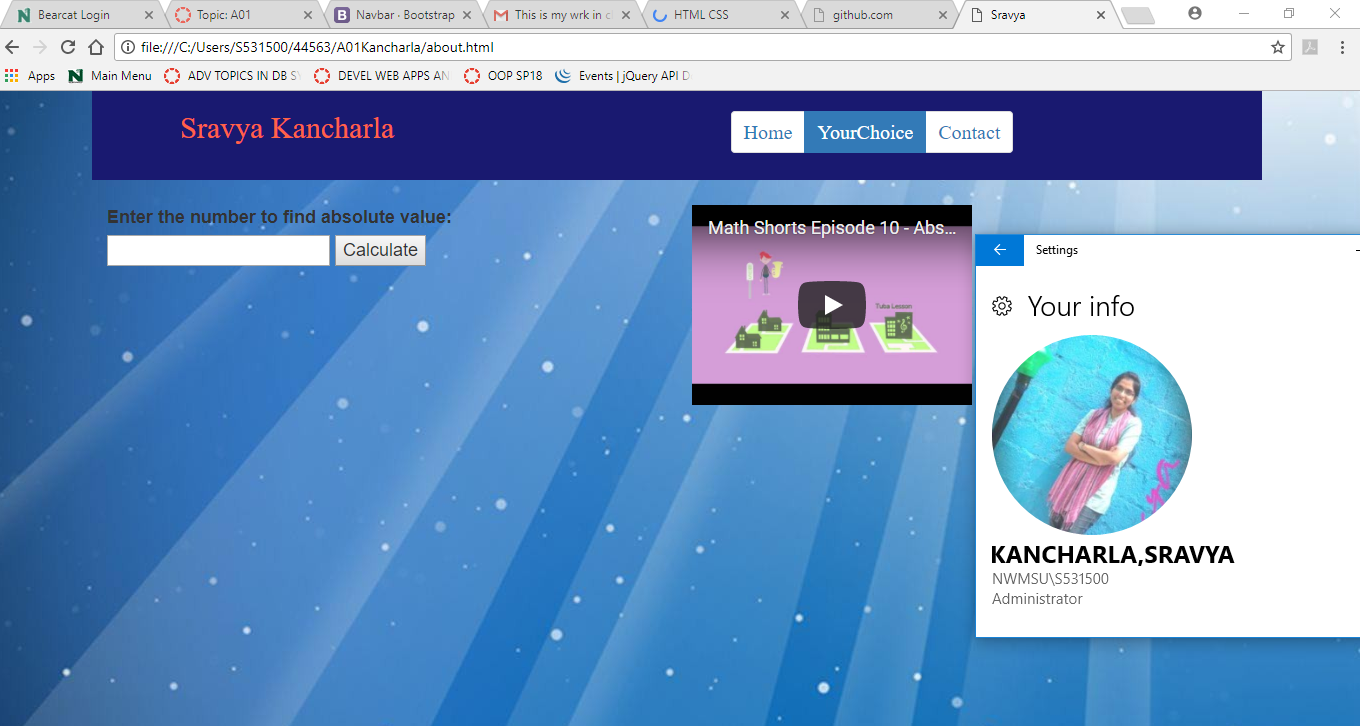 Bearcat Login
Topic: A01
Navbar · Bootstrap
This is my wrk in c
HTML CSS
github.com
Sravya
file:///C:/Users/S531500/44563/A01Kancharla/about.html
Apps
Main Menu
ADV TOPICS IN DB SY
DEVEL WEB APPS AN
OOP SP18
Events | jQuery API D
Sravya Kancharla
Home
YourChoice
Contact
Enter the number to find absolute value:
Calculate
Math Shorts Episode 10 - Abs...
Tuba Lesson
Settings
Your info
KANCHARLA,SRAVYA
NWMSU\S531500
Administrator